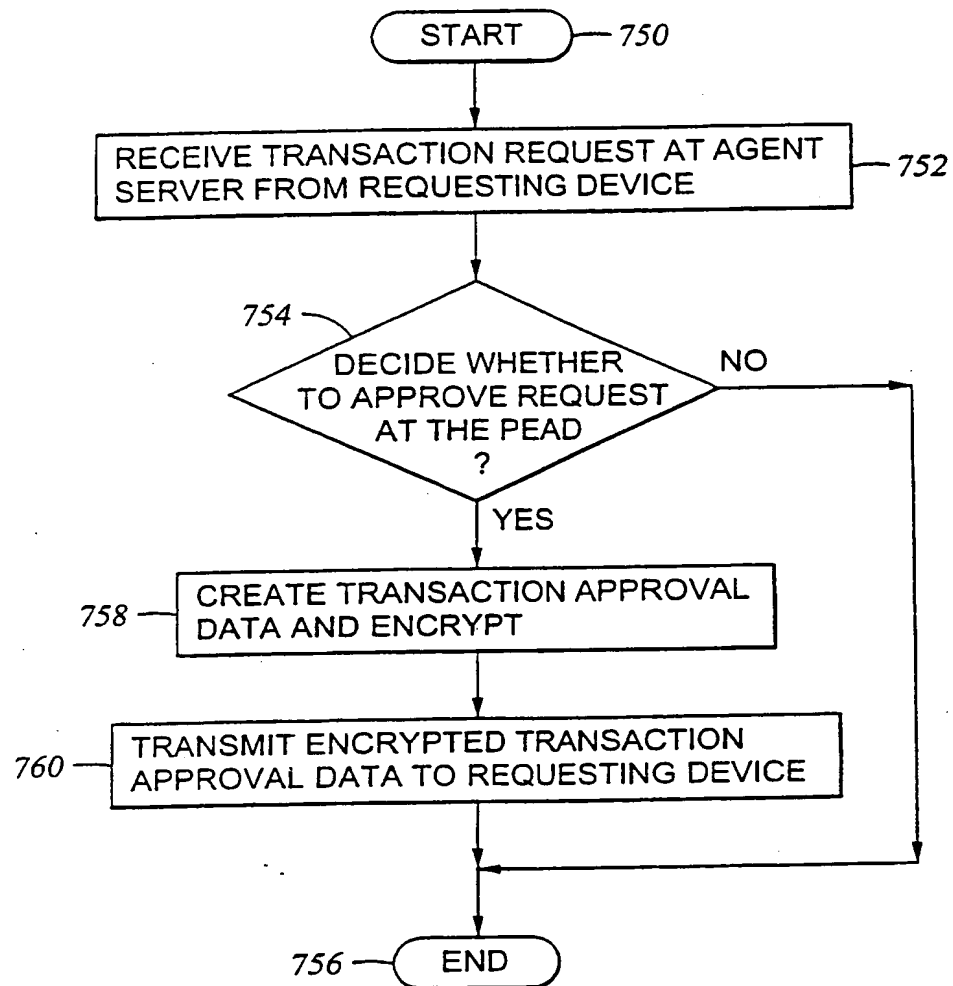 START
750
RECEIVE TRANSACTION REQUEST AT AGENT
SERVER FROM REQUESTING DEVICE
752
754
DECIDE WHETHER
TO APPROVE REQUEST
AT THE PEAD
?
NO
YES
758
CREATE TRANSACTION APPROVAL
DATA AND ENCRYPT
760
TRANSMIT ENCRYPTED TRANSACTION
APPROVAL DATA TO REQUESTING DEVICE
756
END